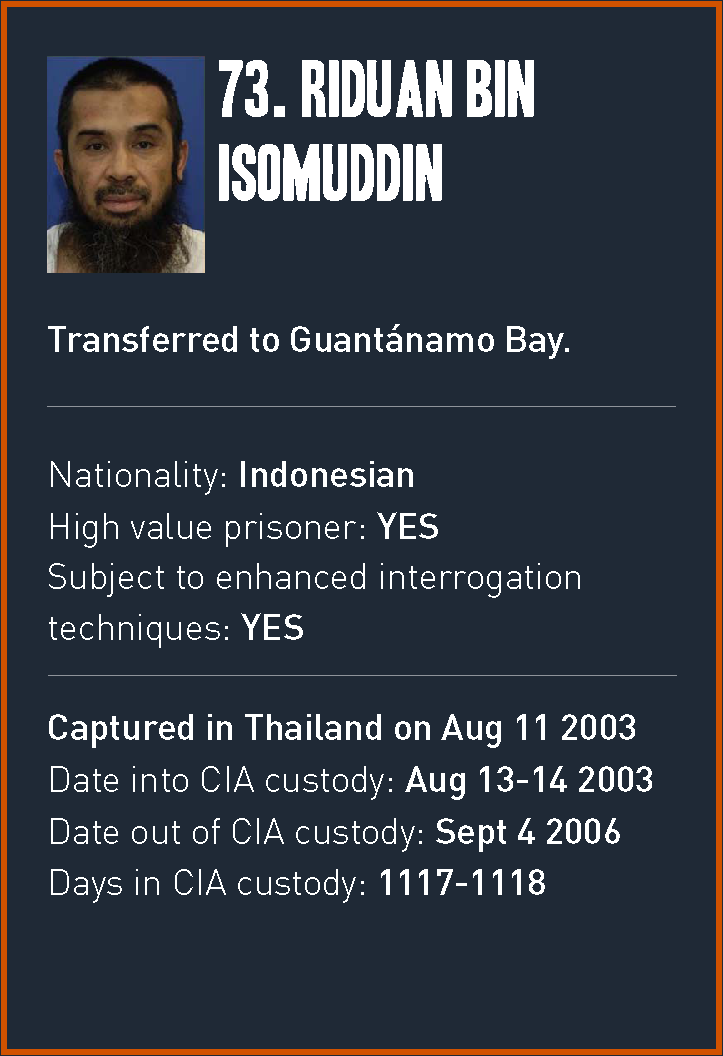 73. RIDUAN BIN
ISOMUDDIN
Transferred to Guantánamo Bay.
Nationality: Indonesian
High value prisoner: YES
Subject to enhanced interrogation
techniques: YES
Captured in Thailand on Aug 11 2003
Date into CIA custody: Aug 13-14 2003
Date out of CIA custody: Sept 4 2006
Days in CIA custody: 1117-1118